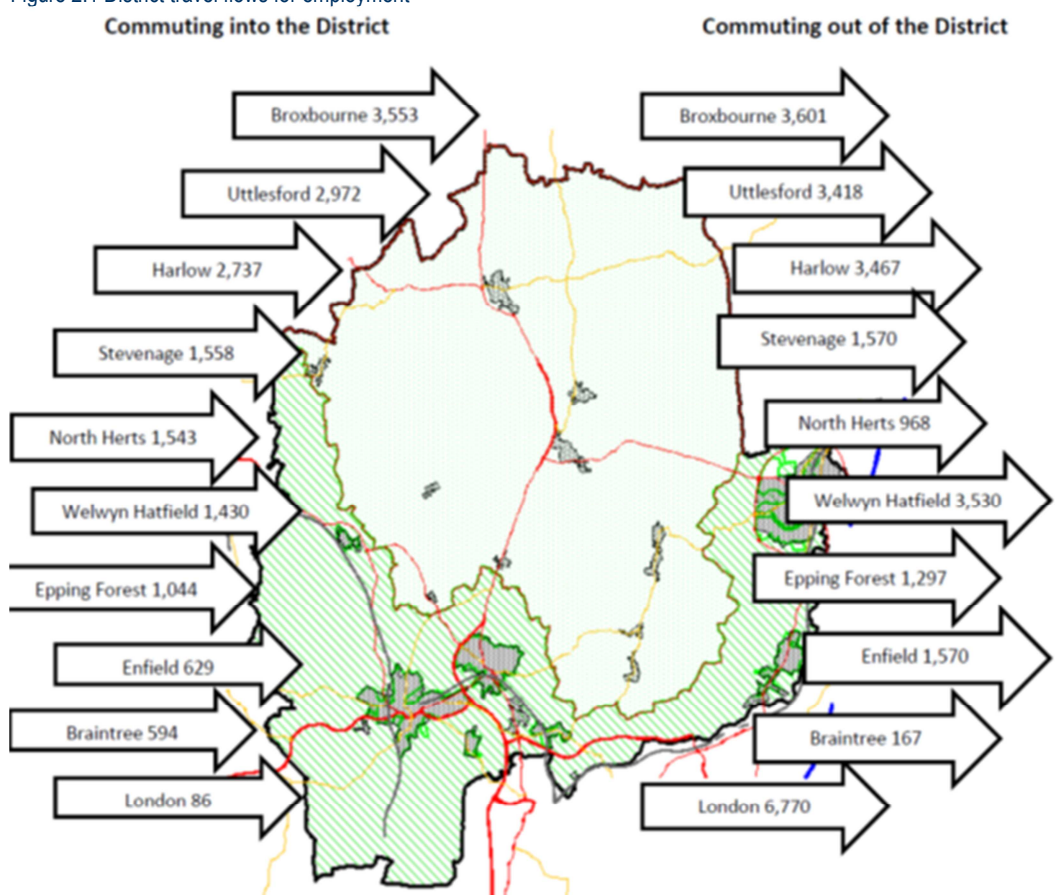 Commuting into the District
Commuting out of the District
Broxbourne 3,553
Broxbourne 3,601
Uttlesford 2,972
Uttlesford 3,418
Harlow 2,737
Harlow 3,467
Stevenage 1,558
Stevenage 1,570
North Herts 1,543
North Herts 968
Welwyn Hatfield 1,430
Welwyn Hatfield 3,530
Epping Forest 1,044
Epping Forest 1,297
Enfield 629
Enfield 1,570
Braintree 594
Braintree 167
London 86
London 6,770